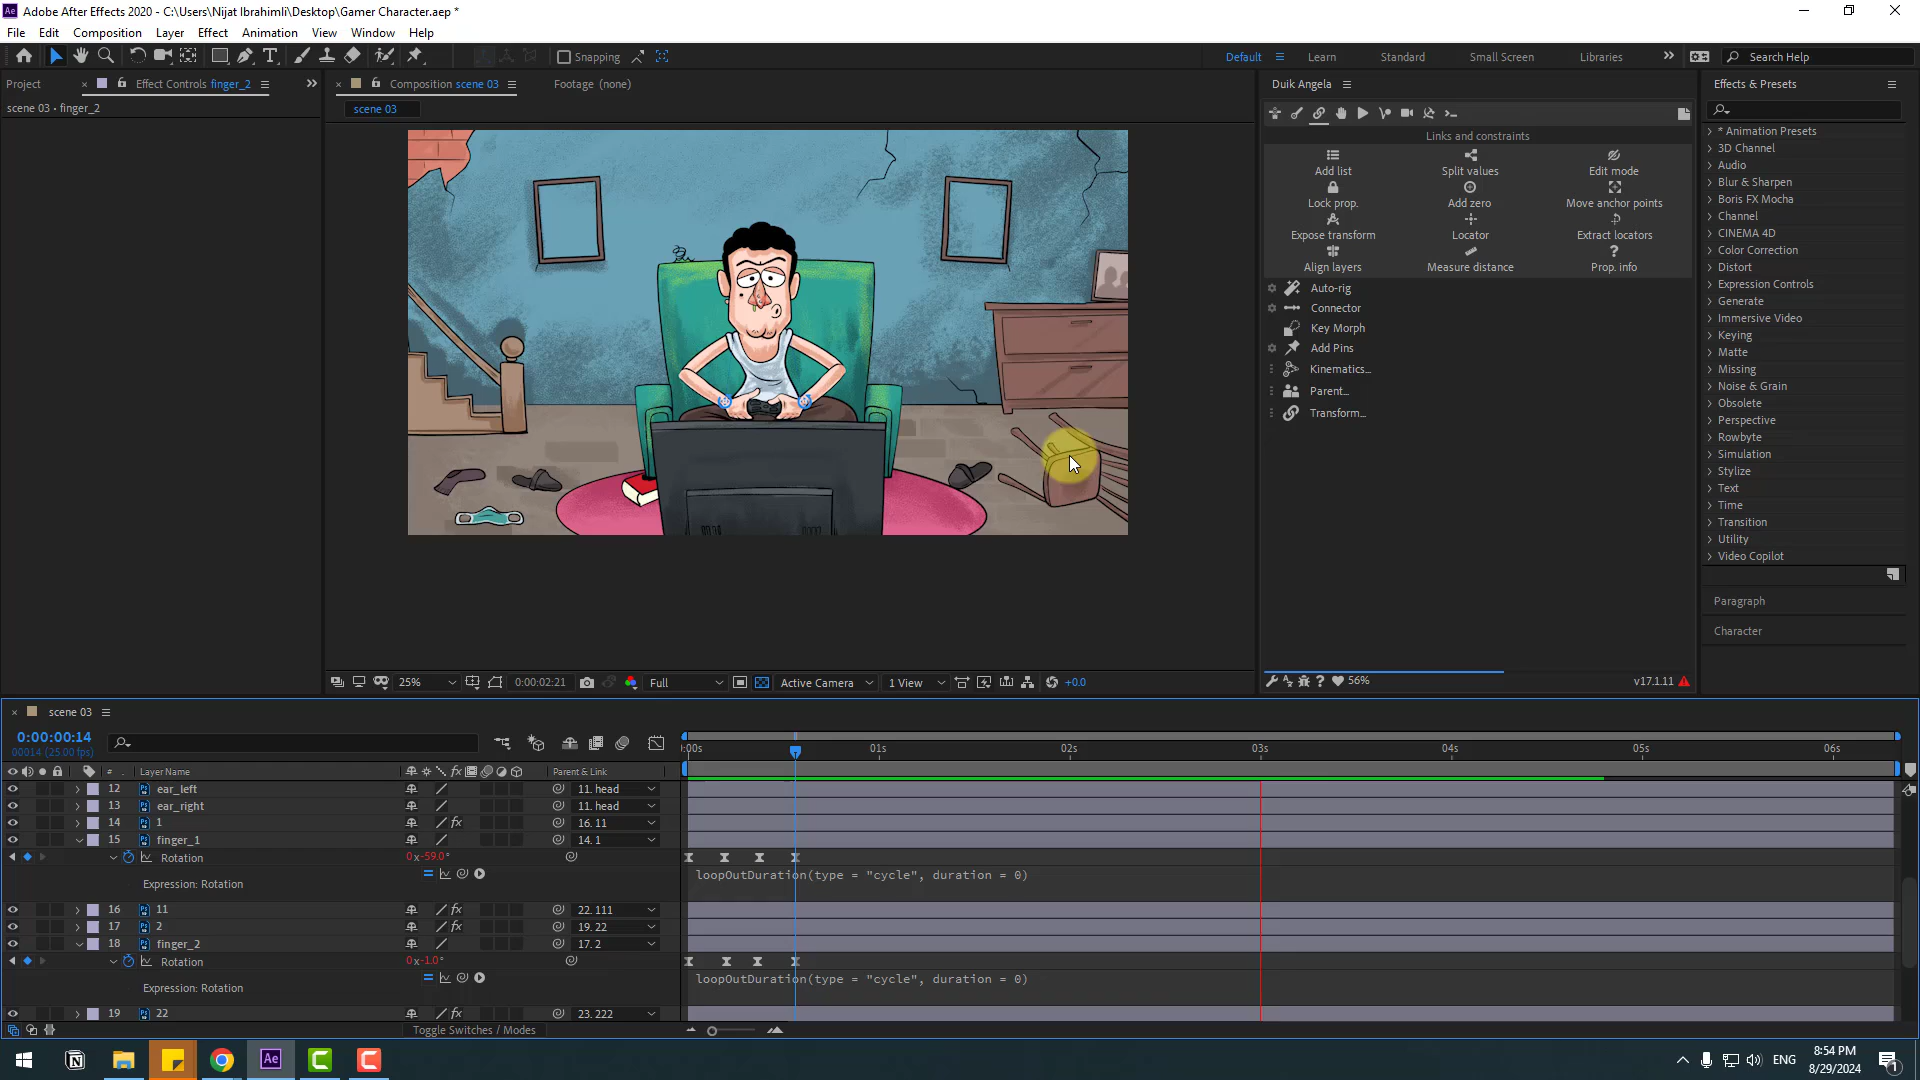 Adobe After Effects 2020 - C:\Users\Nijat Ibrahimli\Desktop\Gamer Character.aep *
File Edit Composition Layer Effect Animation View Window Help
Snapping
Default Learn Standard Small Screen Libraries Search Help
Project Effect Controls finger_2 Composition scene 03 Footage (none) Duik Angela Effects & Presets
scene 03 • finger_2
scene 03
Links and constraints
Add list Split values Edit mode
Lock prop. Add zero Move anchor points
Expose transform Locator Extract locators
Align layers Measure distance Prop. info
Auto-rig
Connector
Key Morph
Add Pins
Kinematics...
Parent...
Transform...
* Animation Presets
3D Channel
Audio
Blur & Sharpen
Boris FX Mocha
Channel
CINEMA 4D
Color Correction
Distort
Expression Controls
Generate
Immersive Video
Keying
Matte
Missing
Noise & Grain
Obsolete
Perspective
Rowbyte
Simulation
Stylize
Text
Time
Transition
Utility
Video Copilot
Paragraph
Character
25% 0:00:02:21 Full Active Camera 1 View +0.0
56% v17.1.11
scene 03
0:00:00:14
00014 (25.00 fps)
:00s 01s 02s 03s 04s 05s 06s
# Layer Name fx Parent & Link
12 ear_left 11. head
13 ear_right 11. head
14 1 fx 16. 11
15 finger_1 14. 1
Rotation 0x-59.0°
Expression: Rotation loopOutDuration(type = "cycle", duration = 0)
16 11 fx 22. 111
17 2 fx 19. 22
18 finger_2 17. 2
Rotation 0x-1.0°
Expression: Rotation loopOutDuration(type = "cycle", duration = 0)
19 22 fx 23. 222
Toggle Switches / Modes
ENG 8:54 PM
8/29/2024
1